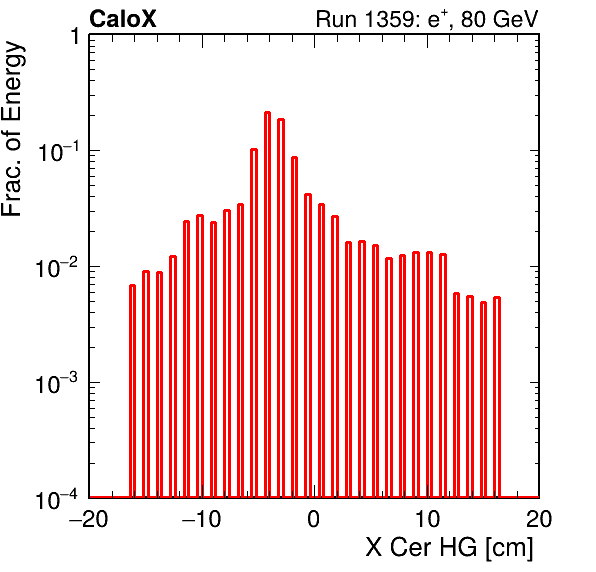 CaloX Run 1359: e⁺, 80 GeV
Frac. of Energy
1
10⁻¹
10⁻²
10⁻³
10⁻⁴
−20 −10 0 10 20
X Cer HG [cm]